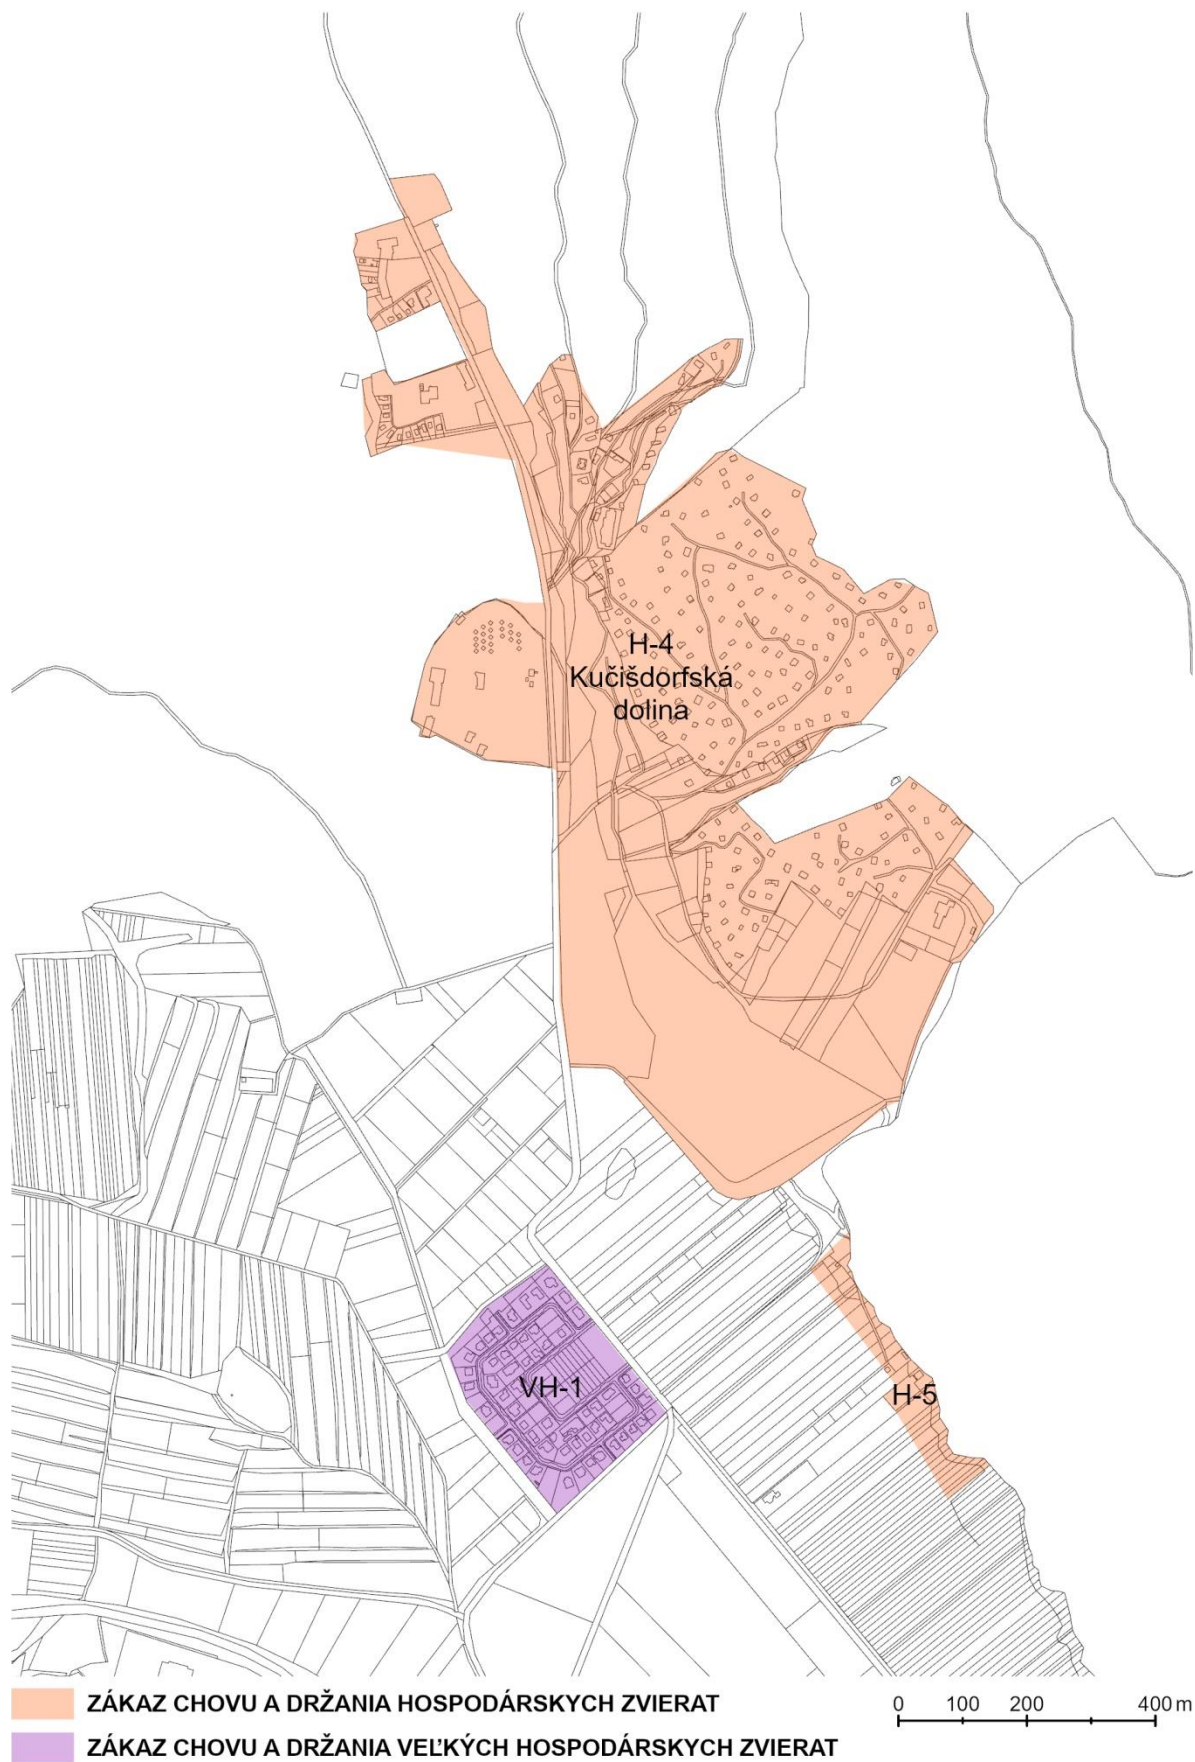 H-4
Kučišdorfská
dolina
VH-1
H-5
ZÁKAZ CHOVU A DRŽANIA HOSPODÁRSKYCH ZVIERAT
0 100 200 400 m
ZÁKAZ CHOVU A DRŽANIA VEĽKÝCH HOSPODÁRSKYCH ZVIERAT